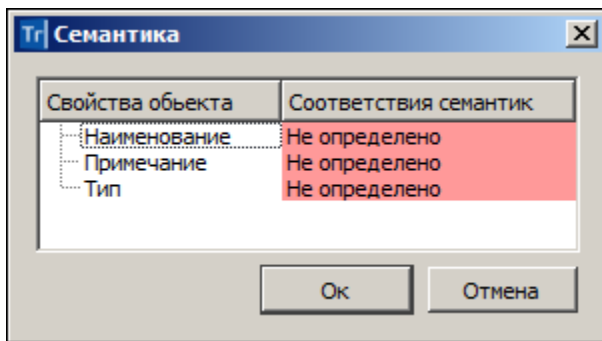 Tr Семантика
Свойства обьекта Соответствия семантик
Наименование Не определено
Примечание Не определено
Тип Не определено
Ок Отмена